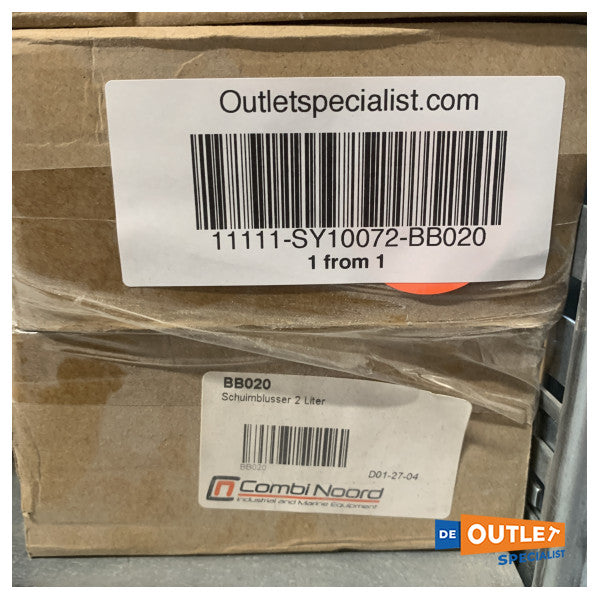 Outletspecialist.com
11111-SY10072-BB020
1 from 1
BB020
Schuimblusser 2 Liter
BB020
D01-27-04
Combi Noord
Industrial and Marine Equipment
DE OUTLET
SPECIALIST